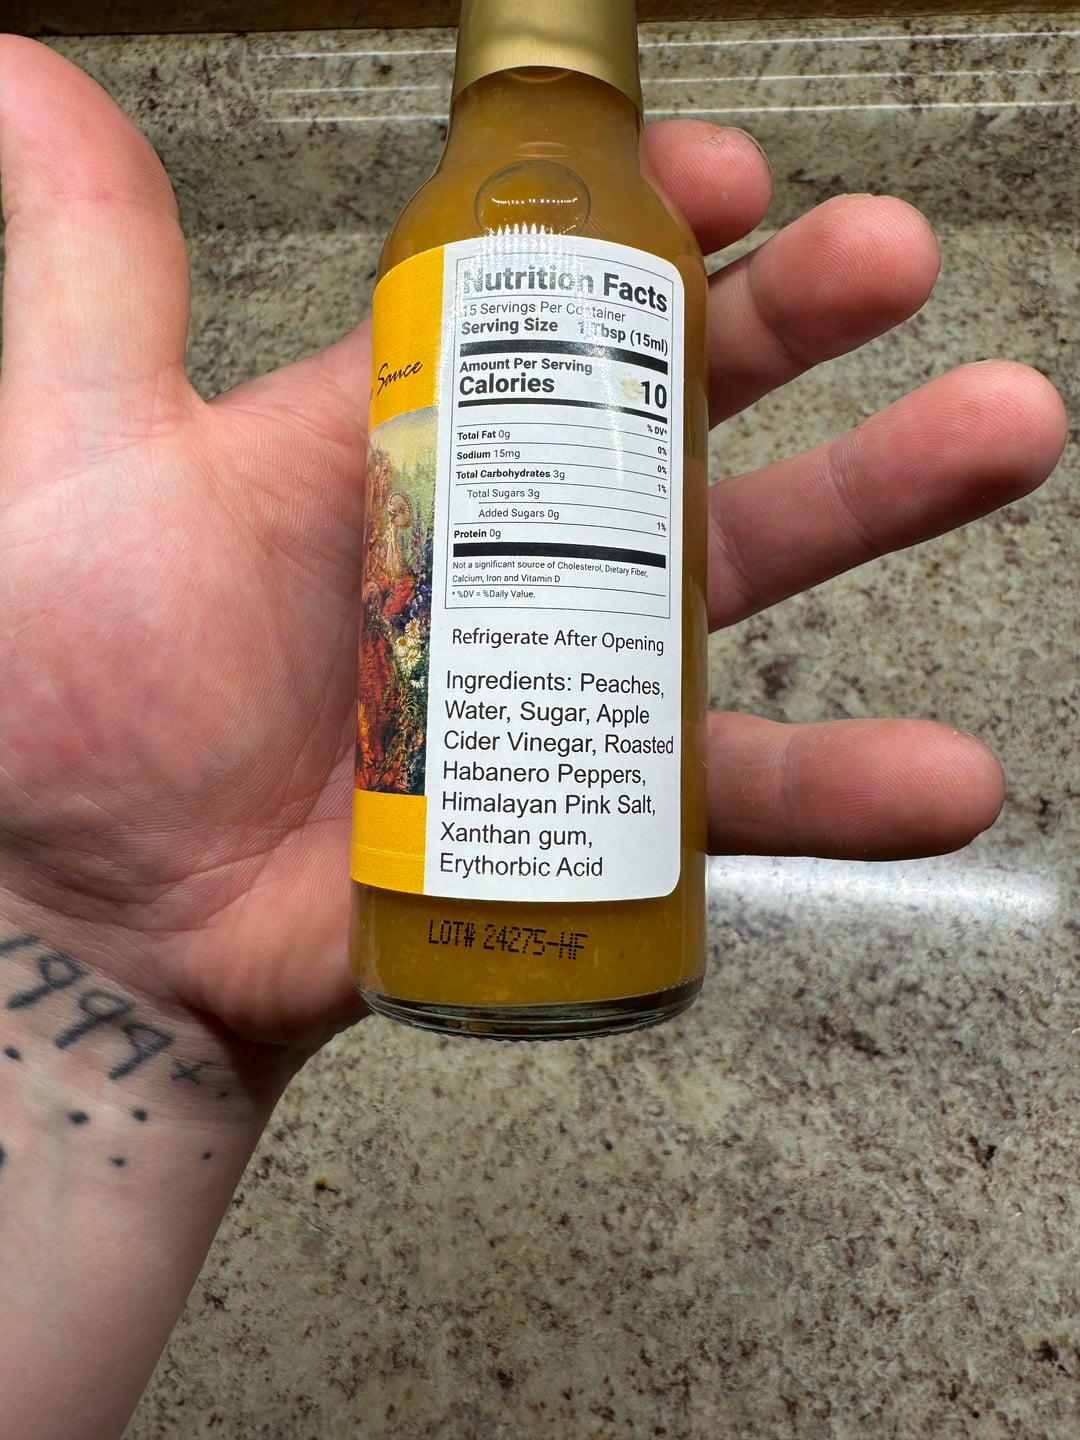 Sauce
Nutrition Facts
15 Servings Per Container
Serving Size 1 Tbsp (15ml)
Amount Per Serving
Calories 10
% DV*
Total Fat 0g 0%
Sodium 15mg 0%
Total Carbohydrates 3g 1%
Total Sugars 3g
Added Sugars 0g 1%
Protein 0g
Not a significant source of Cholesterol, Dietary Fiber,
Calcium, Iron and Vitamin D
* %DV = %Daily Value.
Refrigerate After Opening
Ingredients: Peaches,
Water, Sugar, Apple
Cider Vinegar, Roasted
Habanero Peppers,
Himalayan Pink Salt,
Xanthan gum,
Erythorbic Acid
LOT# 24275-HF
1999